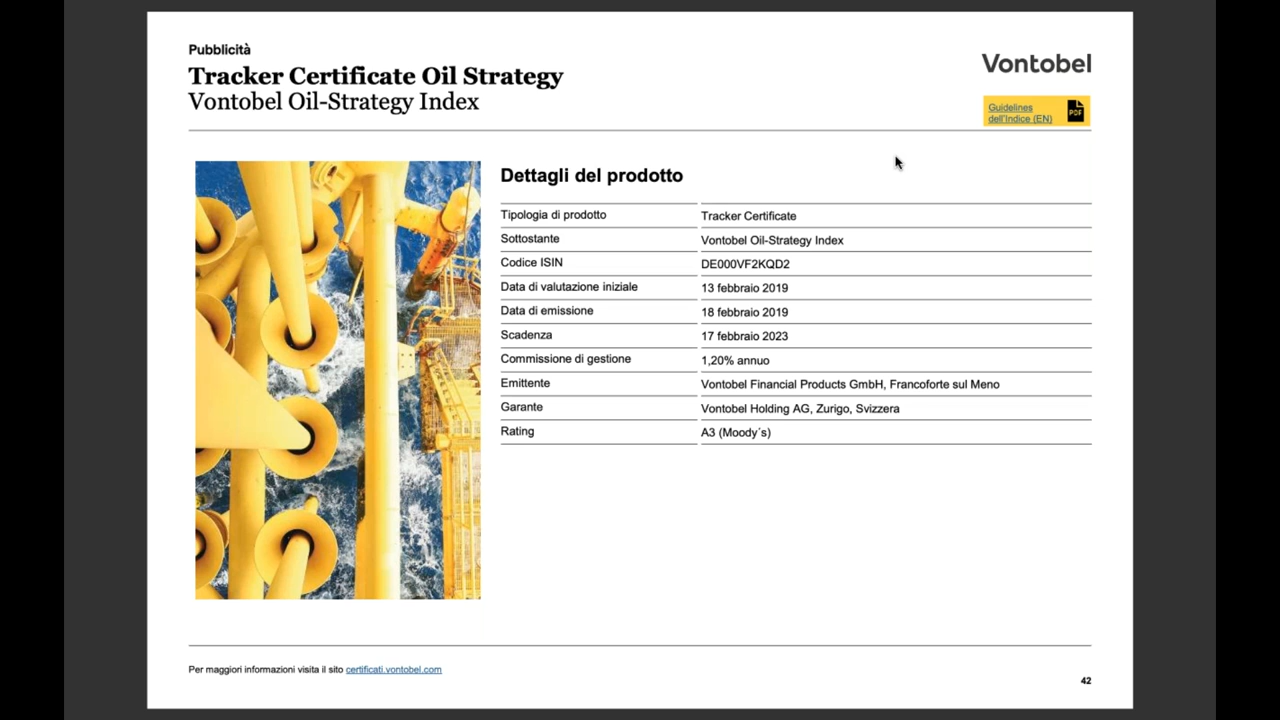 Pubblicità
Tracker Certificate Oil Strategy
Vontobel Oil-Strategy Index
Vontobel
Guidelines
dell'Indice (EN)
PDF
Dettagli del prodotto
Tipologia di prodotto Tracker Certificate
Sottostante Vontobel Oil-Strategy Index
Codice ISIN DE000VF2KQD2
Data di valutazione iniziale 13 febbraio 2019
Data di emissione 18 febbraio 2019
Scadenza 17 febbraio 2023
Commissione di gestione 1,20% annuo
Emittente Vontobel Financial Products GmbH, Francoforte sul Meno
Garante Vontobel Holding AG, Zurigo, Svizzera
Rating A3 (Moody´s)
Per maggiori informazioni visita il sito certificati.vontobel.com
42